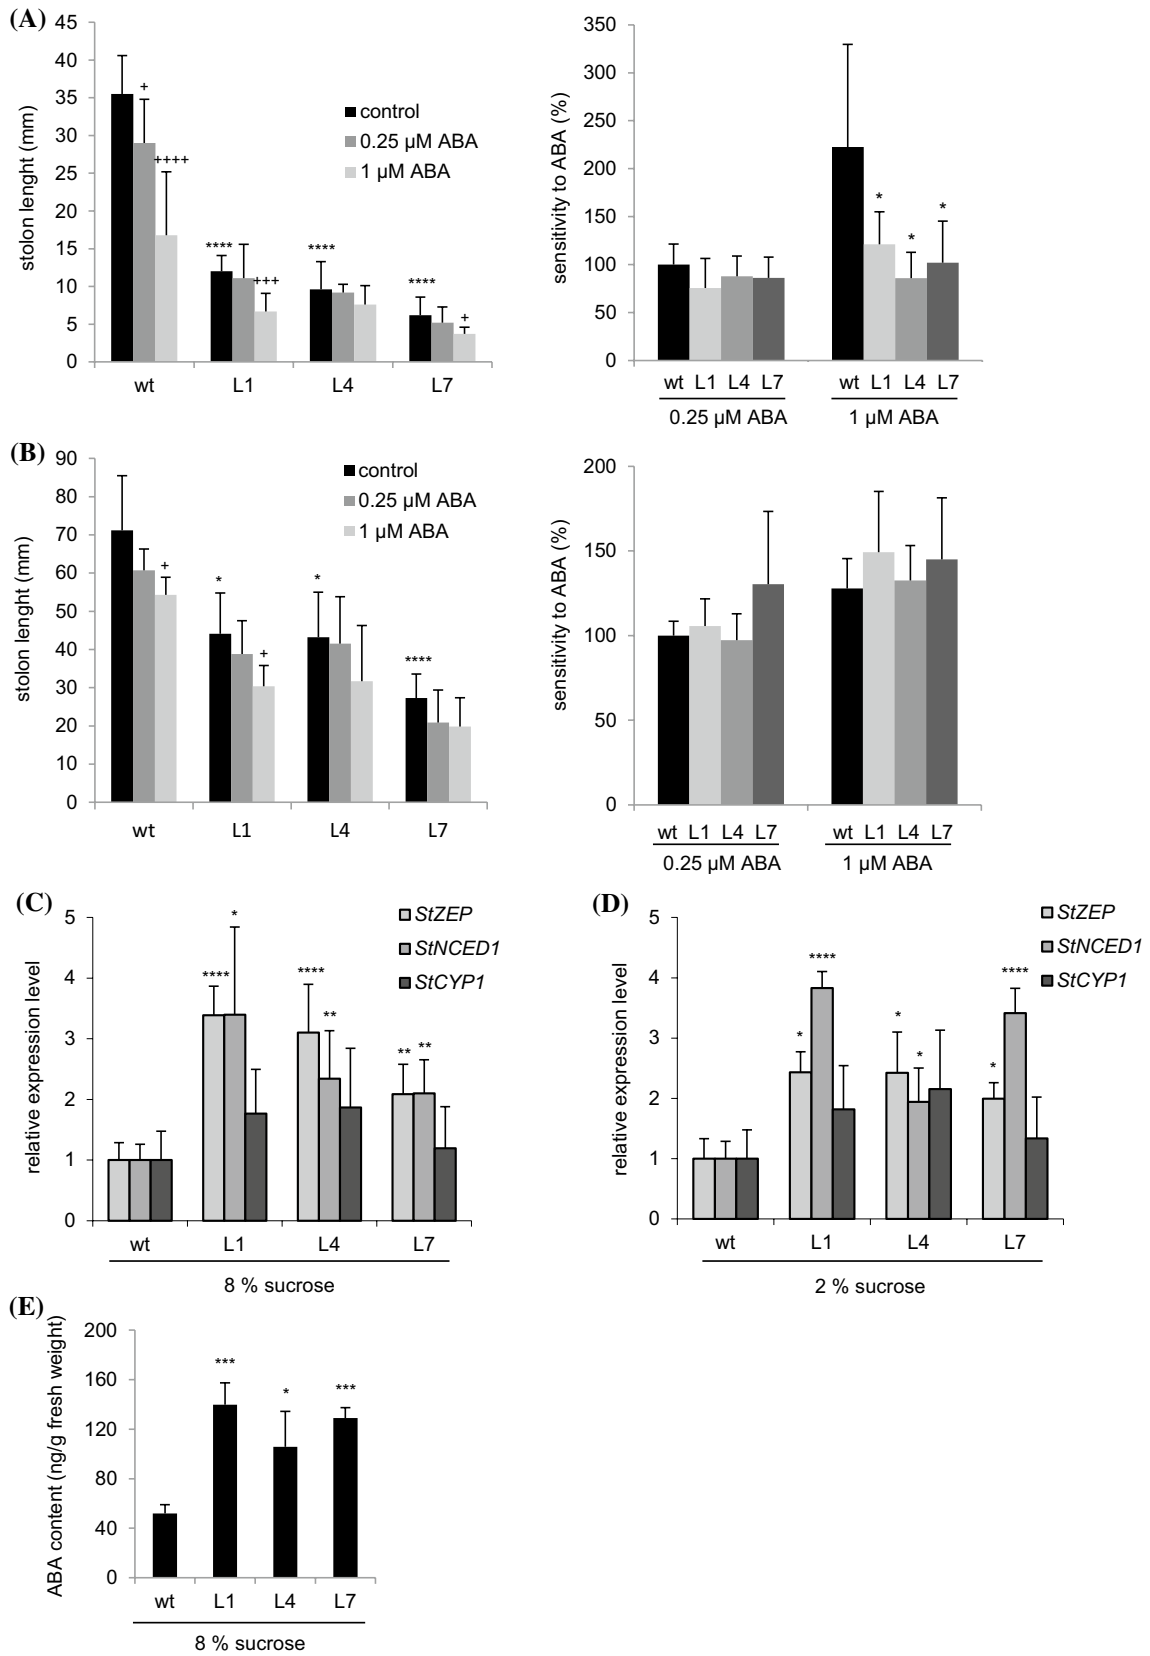 (A)
stolon lenght (mm)
45
40
35
30
25
20
15
10
5
0
+
++++
****
+++
****
****
+
control
0.25 µM ABA
1 µM ABA
wt L1 L4 L7
sensitivity to ABA (%)
350
300
250
200
150
100
50
0
*
*
*
wt L1 L4 L7 wt L1 L4 L7
0.25 µM ABA 1 µM ABA
(B)
stolon lenght (mm)
90
80
70
60
50
40
30
20
10
0
+
*
+
*
****
control
0.25 µM ABA
1 µM ABA
wt L1 L4 L7
sensitivity to ABA (%)
200
150
100
50
0
wt L1 L4 L7 wt L1 L4 L7
0.25 µM ABA 1 µM ABA
(C)
relative expression level
5
4
3
2
1
0
****
*
****
**
**
**
StZEP
StNCED1
StCYP1
wt L1 L4 L7
8 % sucrose
(D)
relative expression level
5
4
3
2
1
0
*
****
*
*
*
****
StZEP
StNCED1
StCYP1
wt L1 L4 L7
2 % sucrose
(E)
ABA content (ng/g fresh weight)
200
160
120
80
40
0
***
*
***
wt L1 L4 L7
8 % sucrose